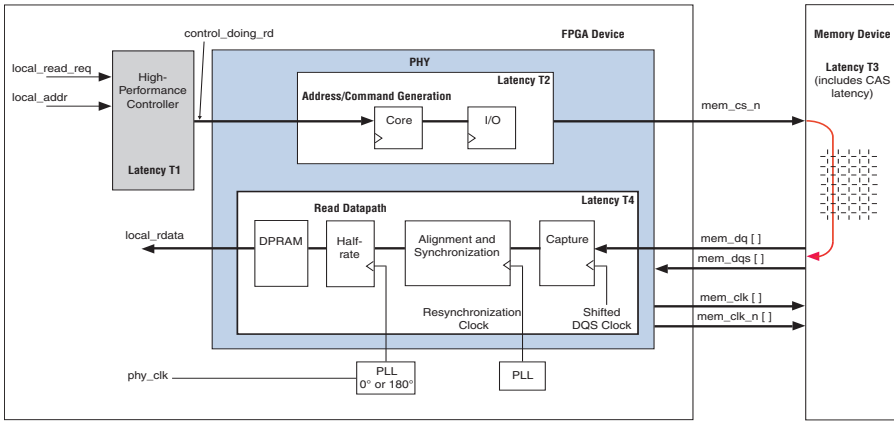 control_doing_rd
FPGA Device
Memory Device
local_read_req
High-
Performance
Controller
PHY
Latency T2
Latency T3
(includes CAS
latency)
local_addr
Address/Command Generation
mem_cs_n
Core
I/O
Latency T1
Latency T4
Read Datapath
local_rdata
DPRAM
Half-
rate
Alignment and
Synchronization
Capture
mem_dq [ ]
mem_dqs [ ]
mem_clk [ ]
mem_clk_n [ ]
Resynchronization
Clock
Shifted
DQS Clock
phy_clk
PLL
0° or 180°
PLL